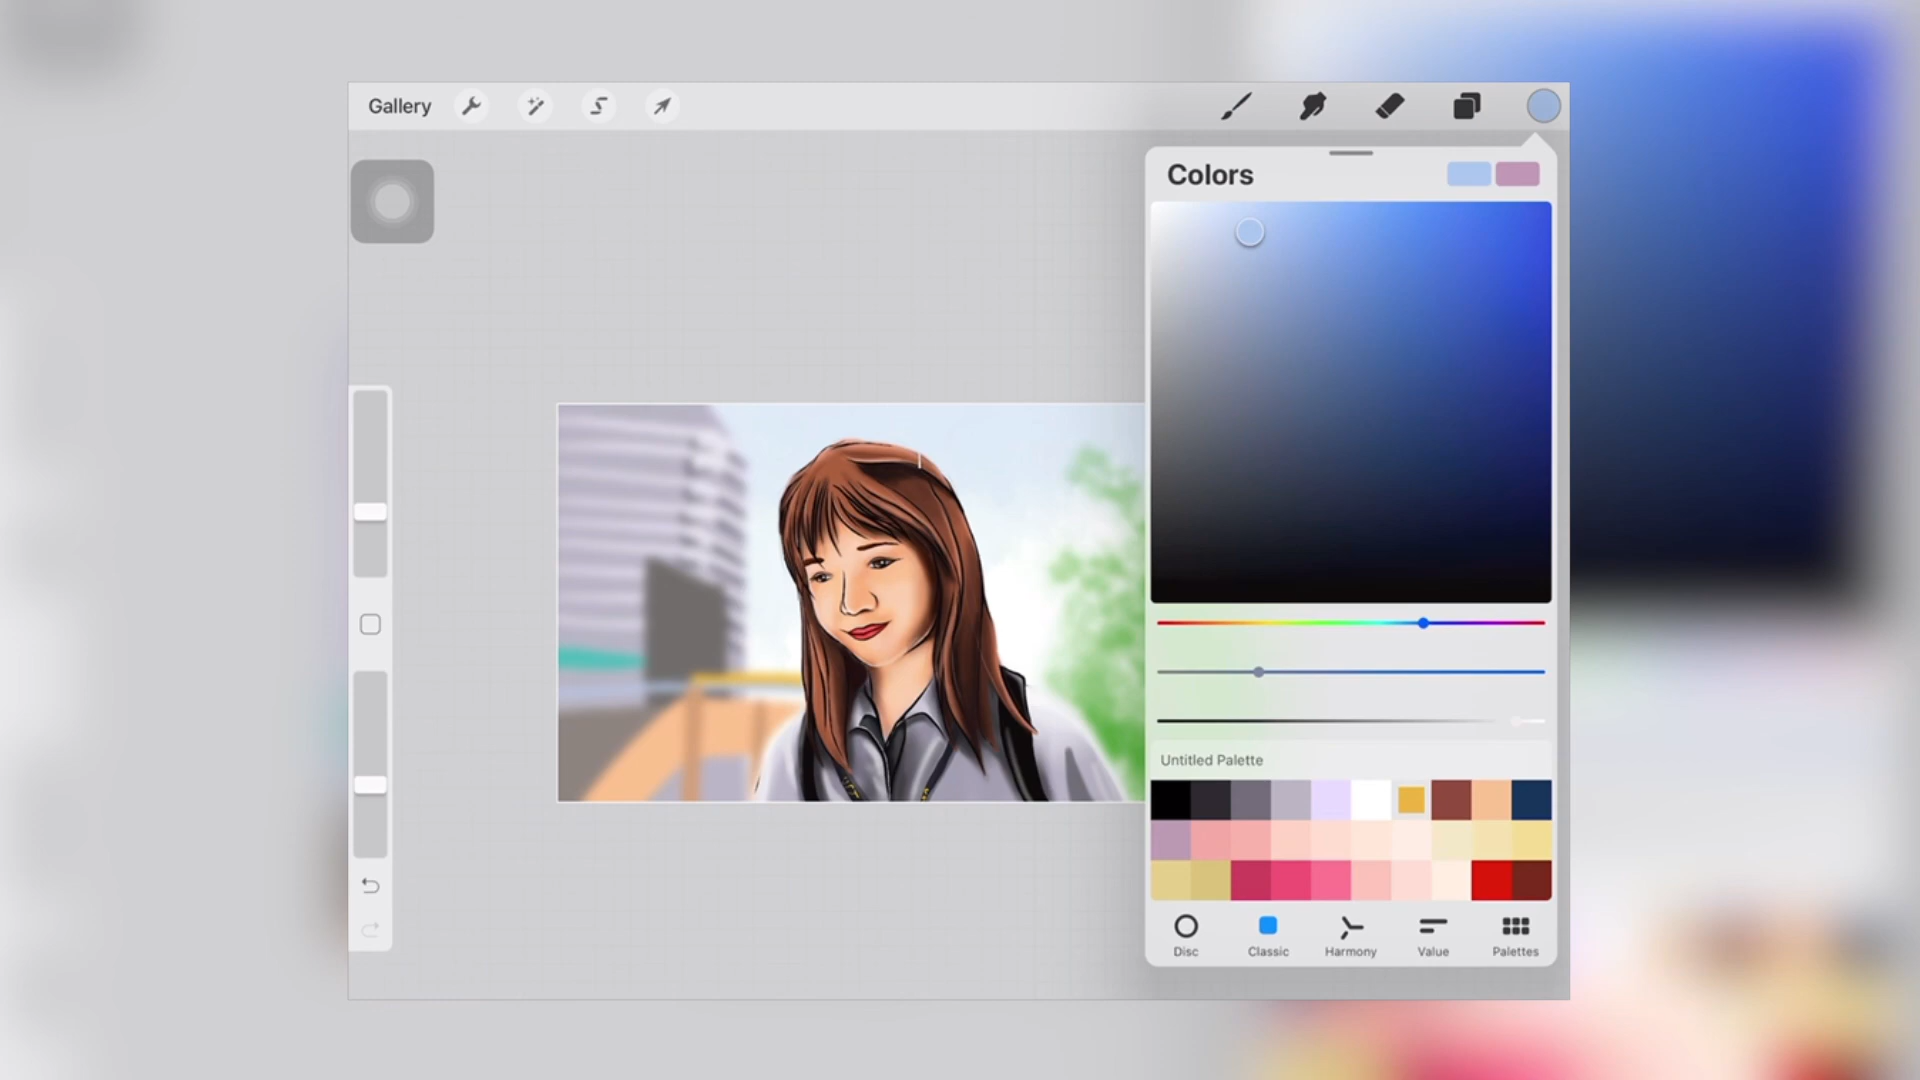 Gallery
Colors
Untitled Palette
Disc
Classic
Harmony
Value
Palettes